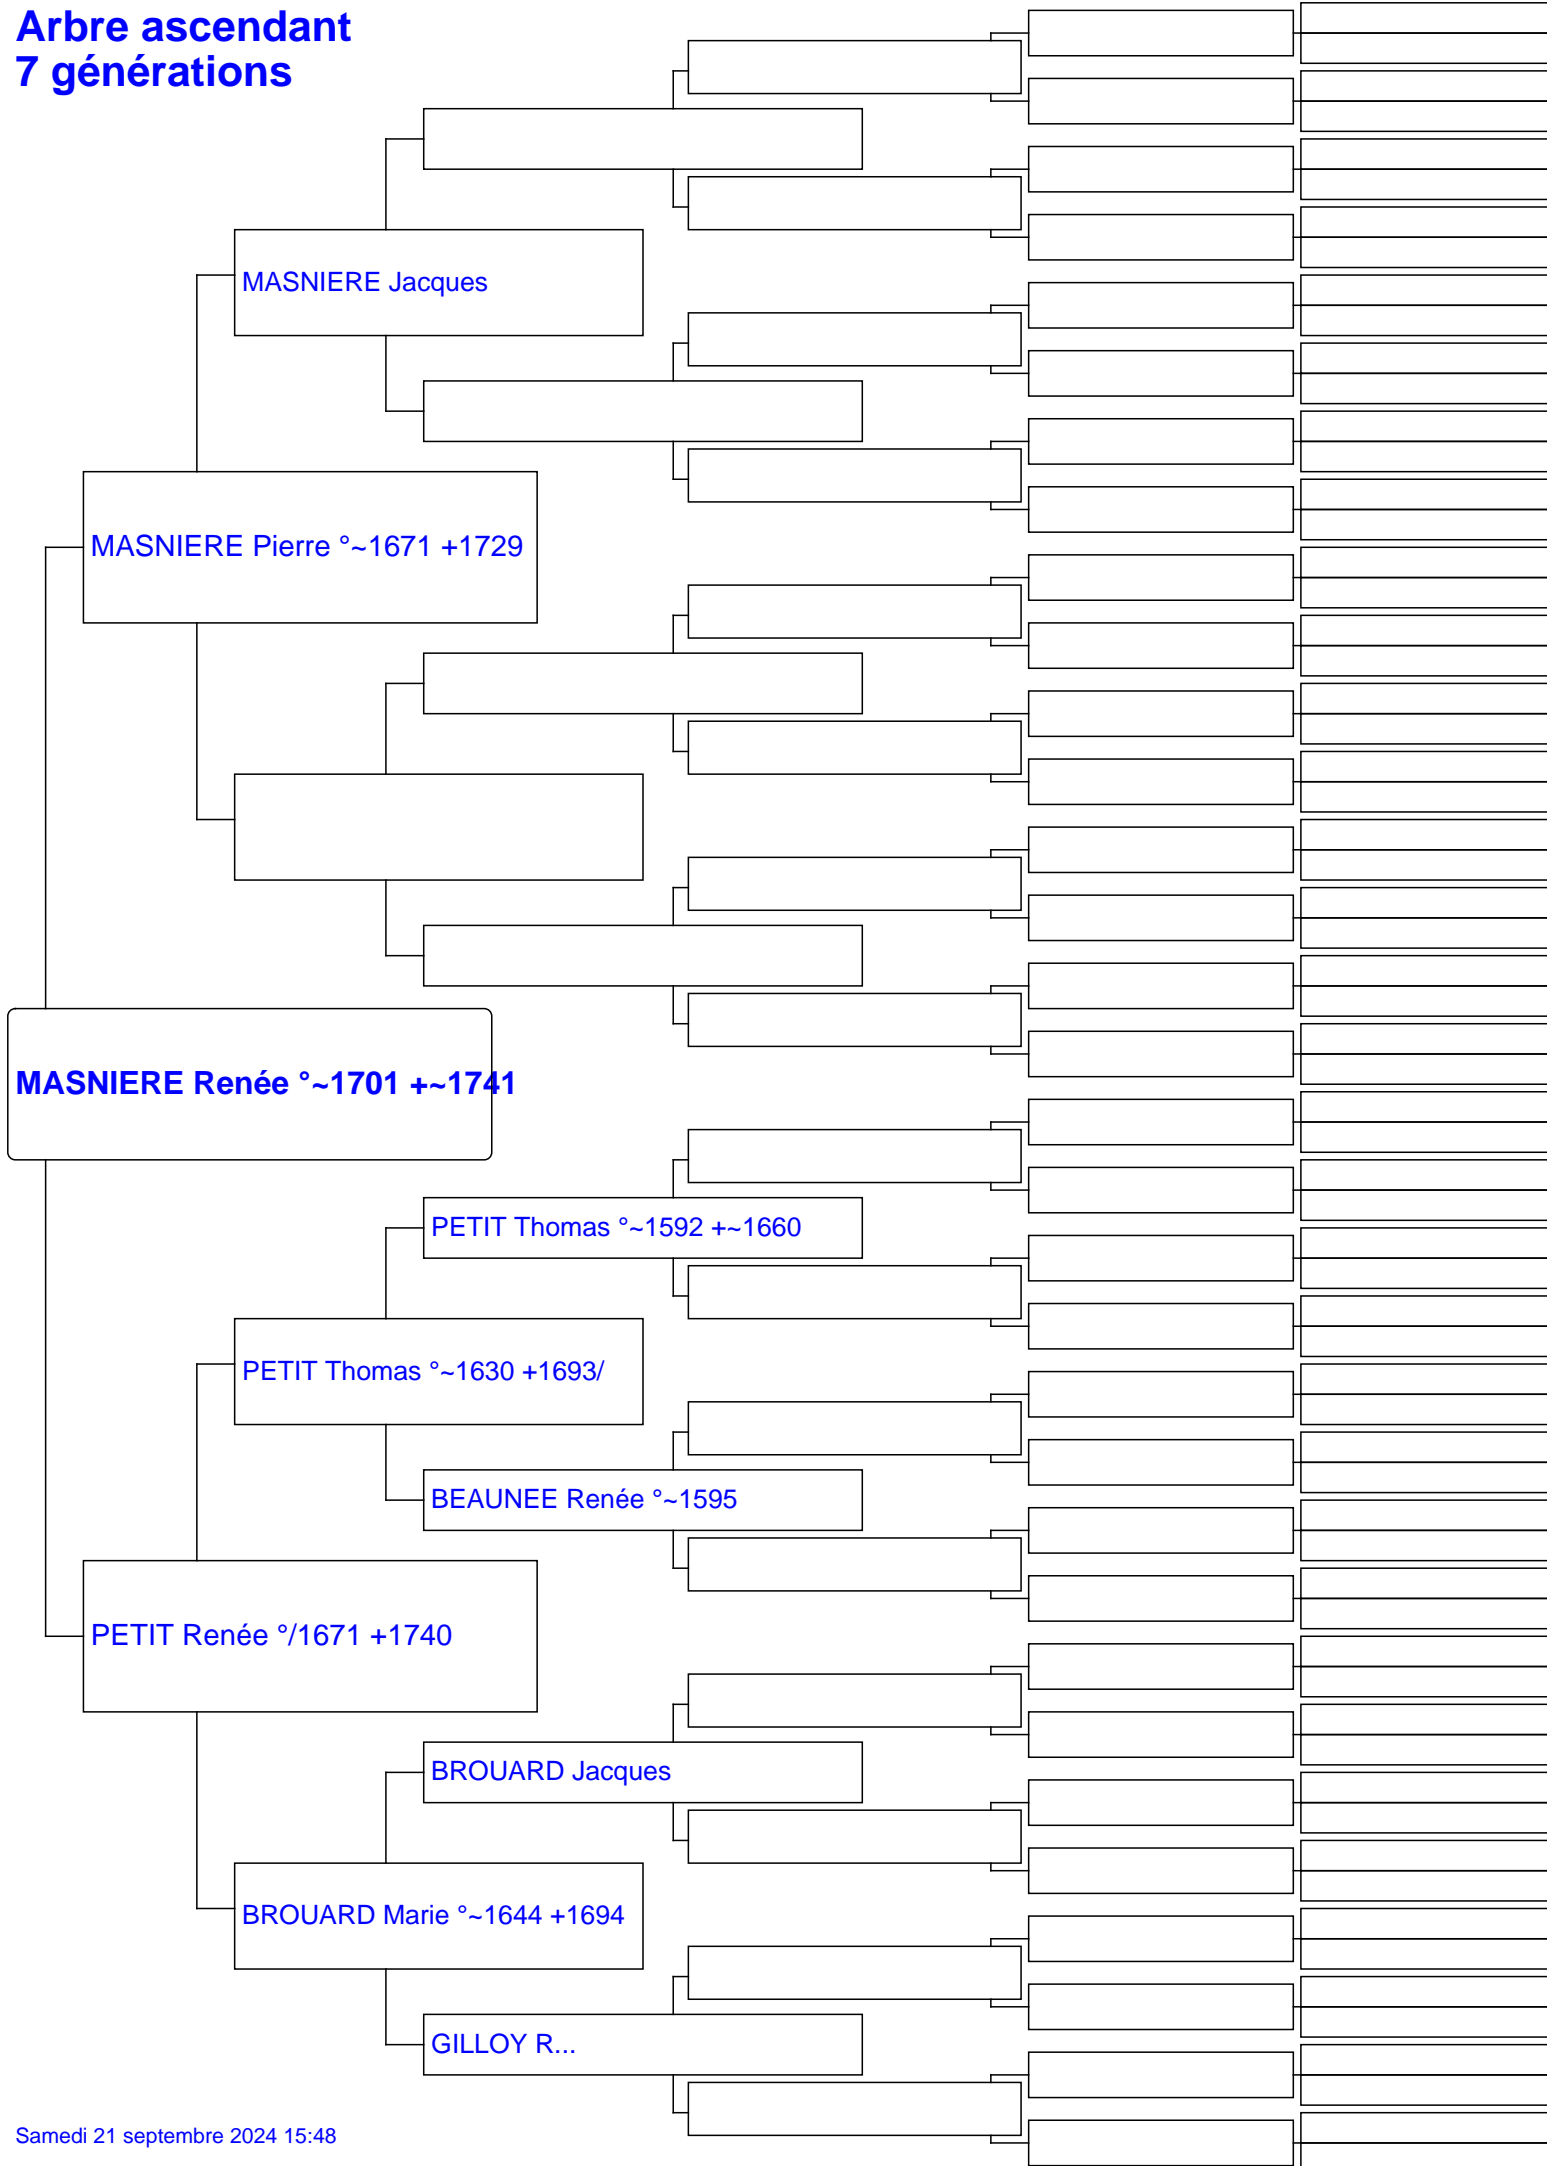 Arbre ascendant
7 générations
MASNIERE Jacques
MASNIERE Pierre °~1671 +1729
MASNIERE Renée °~1701 +~1741
PETIT Thomas °~1592 +~1660
PETIT Thomas °~1630 +1693/
BEAUNEE Renée °~1595
PETIT Renée °/1671 +1740
BROUARD Jacques
BROUARD Marie °~1644 +1694
GILLOY R...
Samedi 21 septembre 2024 15:48